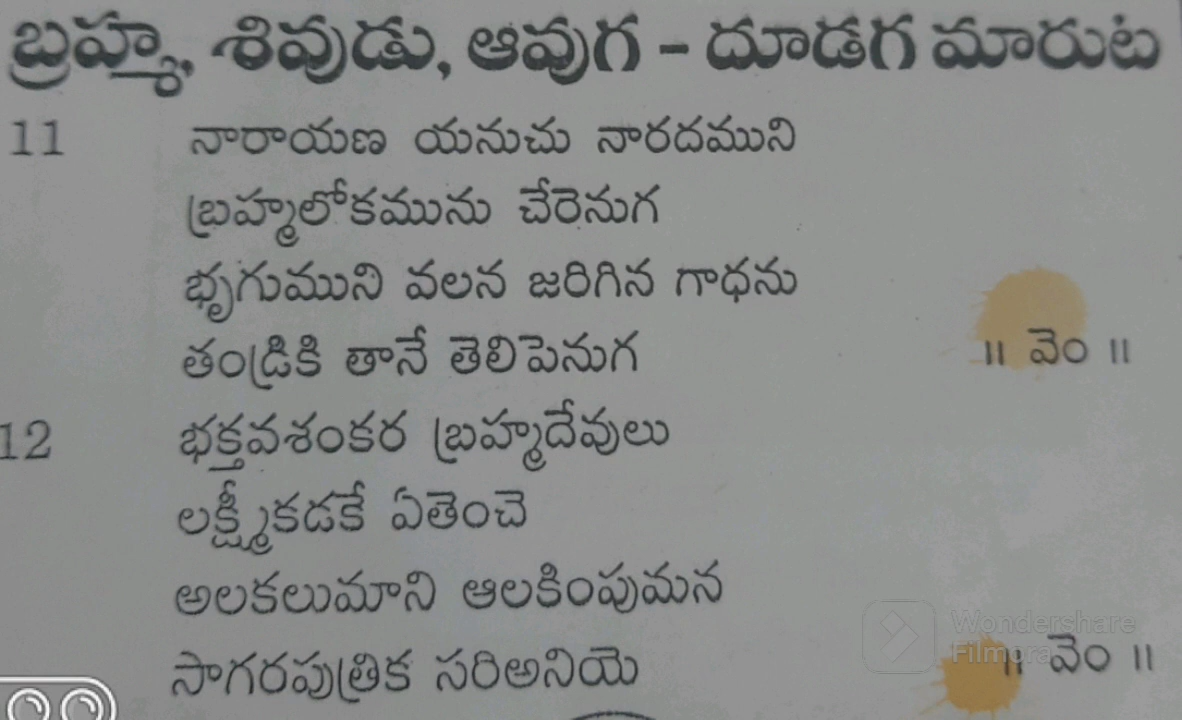 బ్రహ్మ, శివుడు, ఆవుగ - దూడగ మారుట
11 నారాయణ యనుచు నారదముని
బ్రహ్మలోకమును చేరెనుగ
భృగుముని వలన జరిగిన గాధను
తండ్రికి తానే తెలిపెనుగ ॥ వెం ॥
12 భక్తవశంకర బ్రహ్మదేవులు
లక్ష్మీకడకే ఏతెంచె
అలకలుమాని ఆలకింపుమన
Wondershare
Filmora
సాగరపుత్రిక సరిఅనియె ॥ వెం ॥